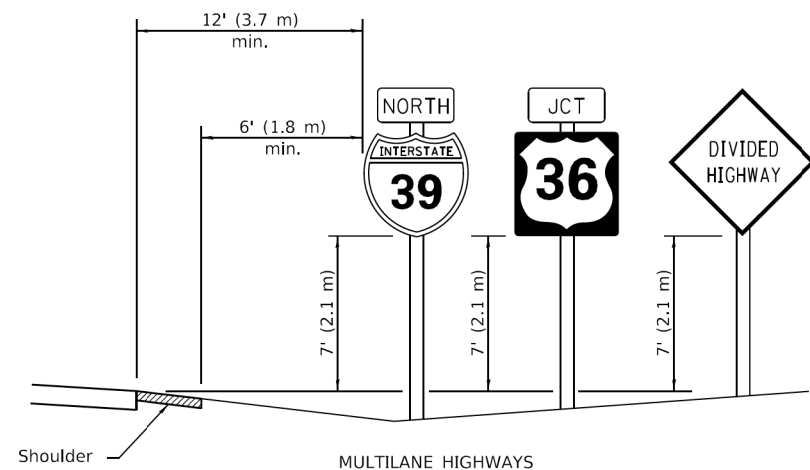 12' (3.7 m)
min.
6' (1.8 m)
min.
NORTH
INTERSTATE
39
JCT
36
DIVIDED
HIGHWAY
7' (2.1 m)
7' (2.1 m)
7' (2.1 m)
Shoulder
MULTILANE HIGHWAYS